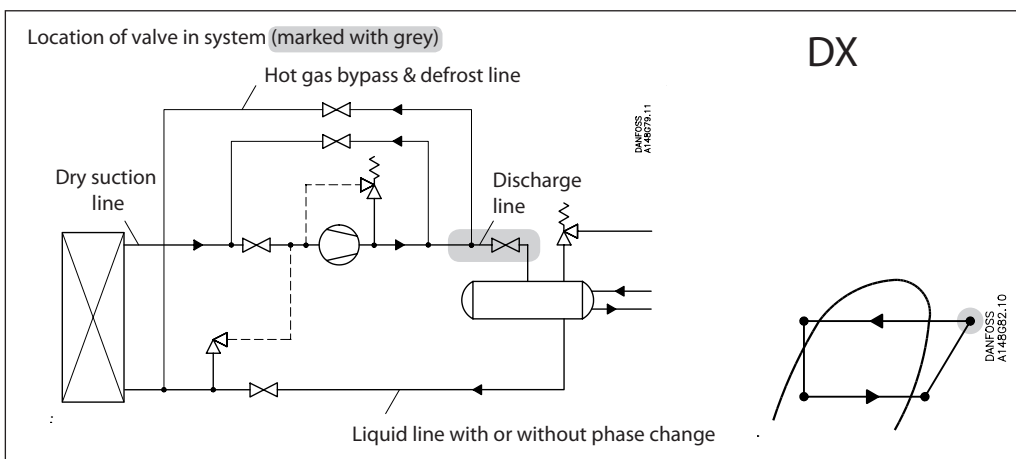 Location of valve in system (marked with grey)
DX
Hot gas bypass & defrost line
DANFOSS
A148G79.11
Dry suction
line
Discharge
line
DANFOSS
A148G82.10
Liquid line with or without phase change